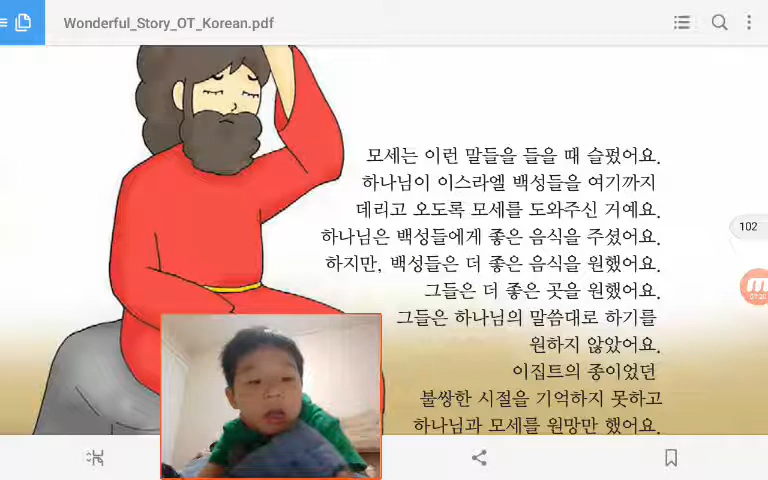 Wonderful_Story_OT_Korean.pdf
모세는 이런 말들을 들을 때 슬펐어요.
하나님이 이스라엘 백성들을 여기까지
데리고 오도록 모세를 도와주신 거예요.
하나님은 백성들에게 좋은 음식을 주셨어요.
하지만, 백성들은 더 좋은 음식을 원했어요.
그들은 더 좋은 곳을 원했어요.
그들은 하나님의 말씀대로 하기를
원하지 않았어요.
이집트의 종이었던
불쌍한 시절을 기억하지 못하고
하나님과 모세를 원망만 했어요.
102